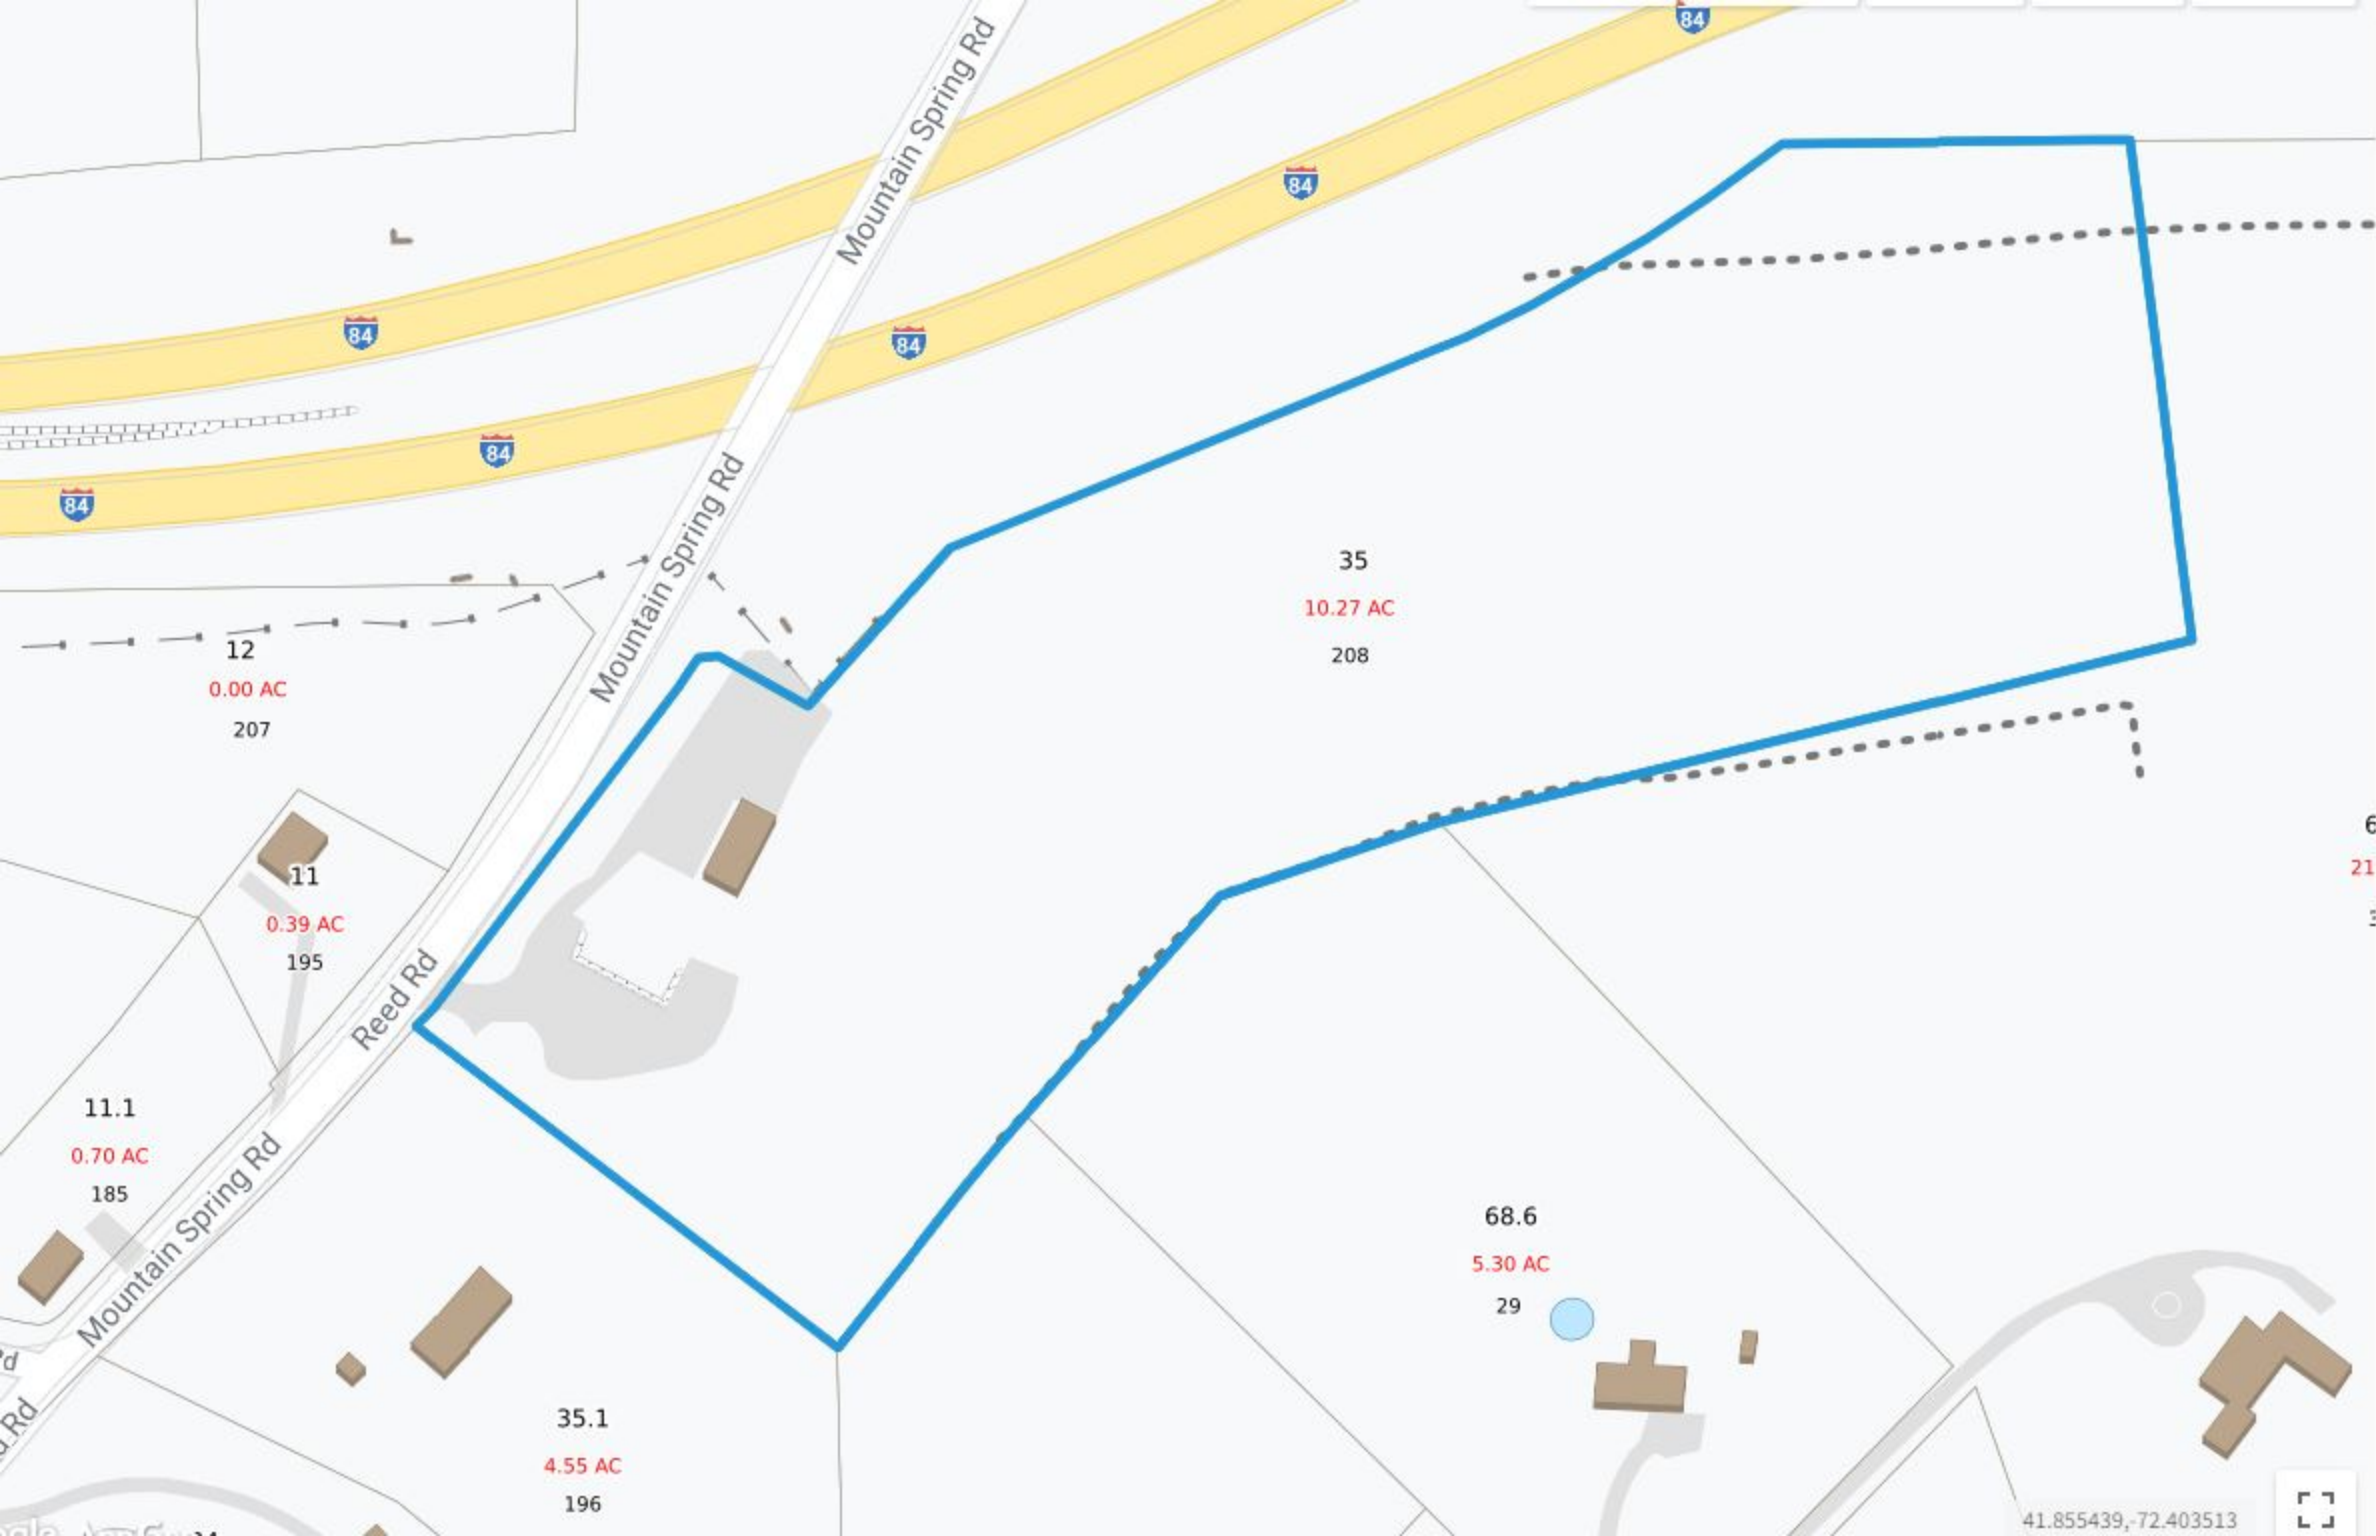 84
Mountain Spring Rd
84
84
84
84
84
Mountain Spring Rd
35
10.27 AC
208
12
0.00 AC
207
11
0.39 AC
195
Reed Rd
11.1
0.70 AC
185
Mountain Spring Rd
68.6
5.30 AC
29
35.1
4.55 AC
196
Rd
41.855439,-72.403513